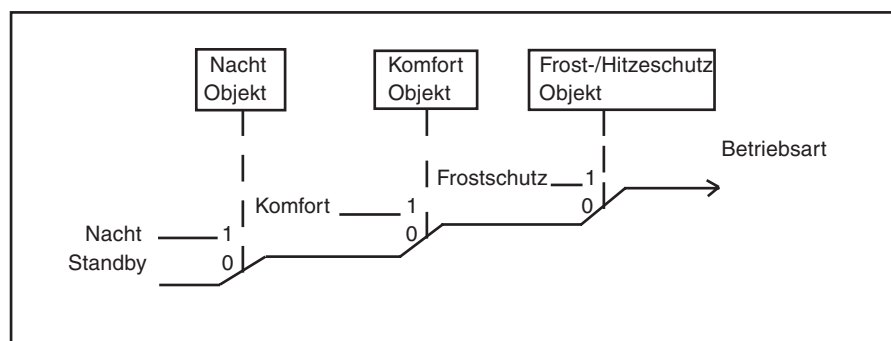 Nacht
Objekt
Komfort
Objekt
Frost-/Hitzeschutz
Objekt
Betriebsart
Frostschutz 1
0
Komfort 1
0
Nacht 1
Standby 0